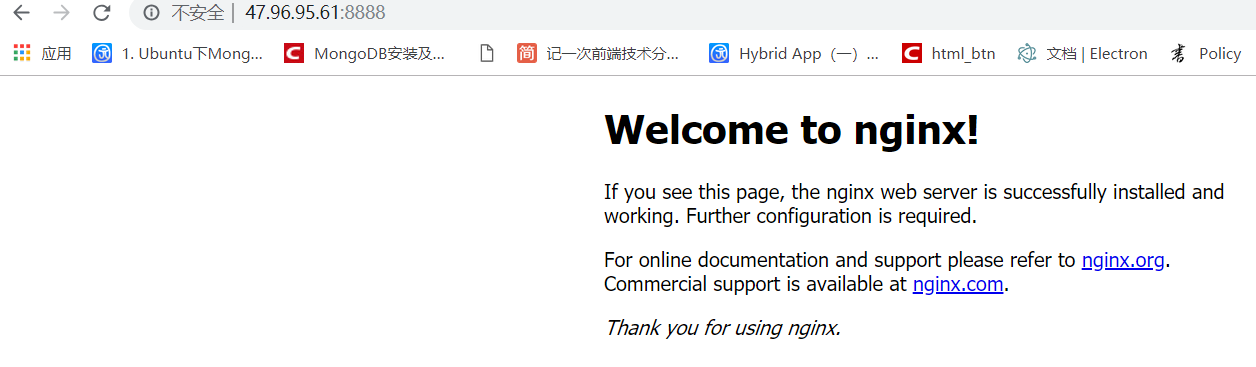 不安全 | 47.96.95.61:8888
应用 1. Ubuntu下Mong... MongoDB安装及... 简 记一次前端技术分... Hybrid App（一）... C html_btn 文档 | Electron 书 Policy
Welcome to nginx!
If you see this page, the nginx web server is successfully installed and
working. Further configuration is required.
For online documentation and support please refer to nginx.org.
Commercial support is available at nginx.com.
Thank you for using nginx.